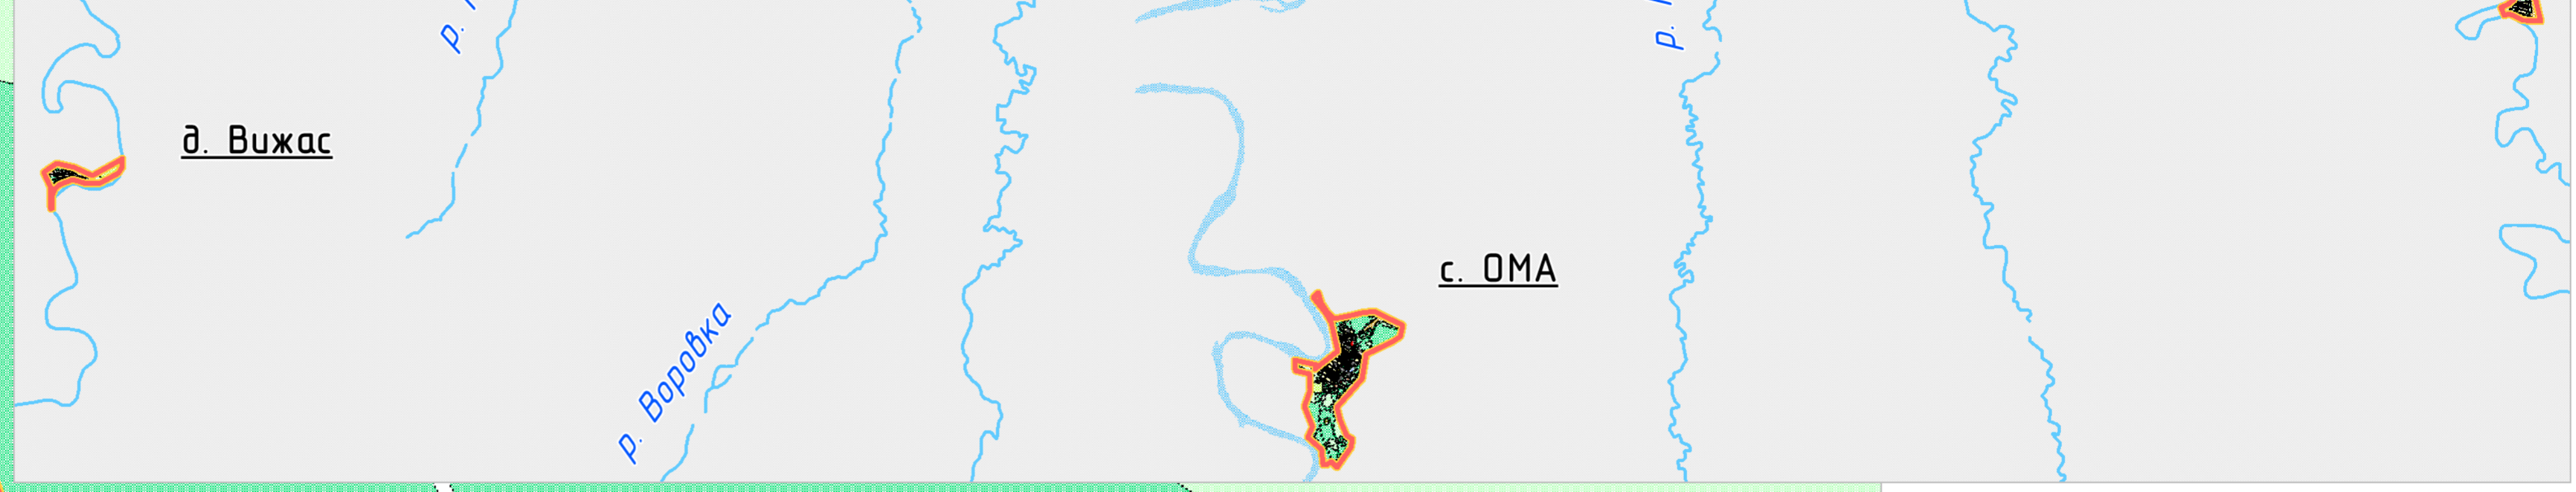 р.
р.
д. Вижас
с. ОМА
р. Воровка